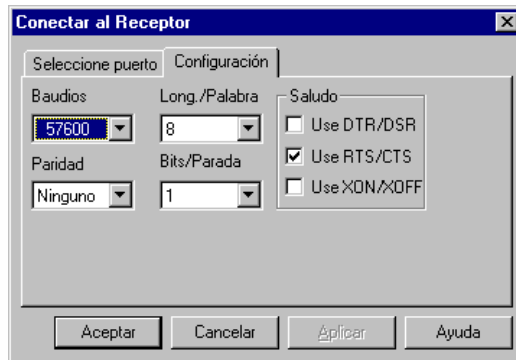 Conectar al Receptor
Seleccione puerto Configuración
Baudios Long./Palabra Saludo
57600 8 Use DTR/DSR
Use RTS/CTS
Paridad Bits/Parada
Ninguno 1 Use XON/XOFF
Aceptar Cancelar Aplicar Ayuda